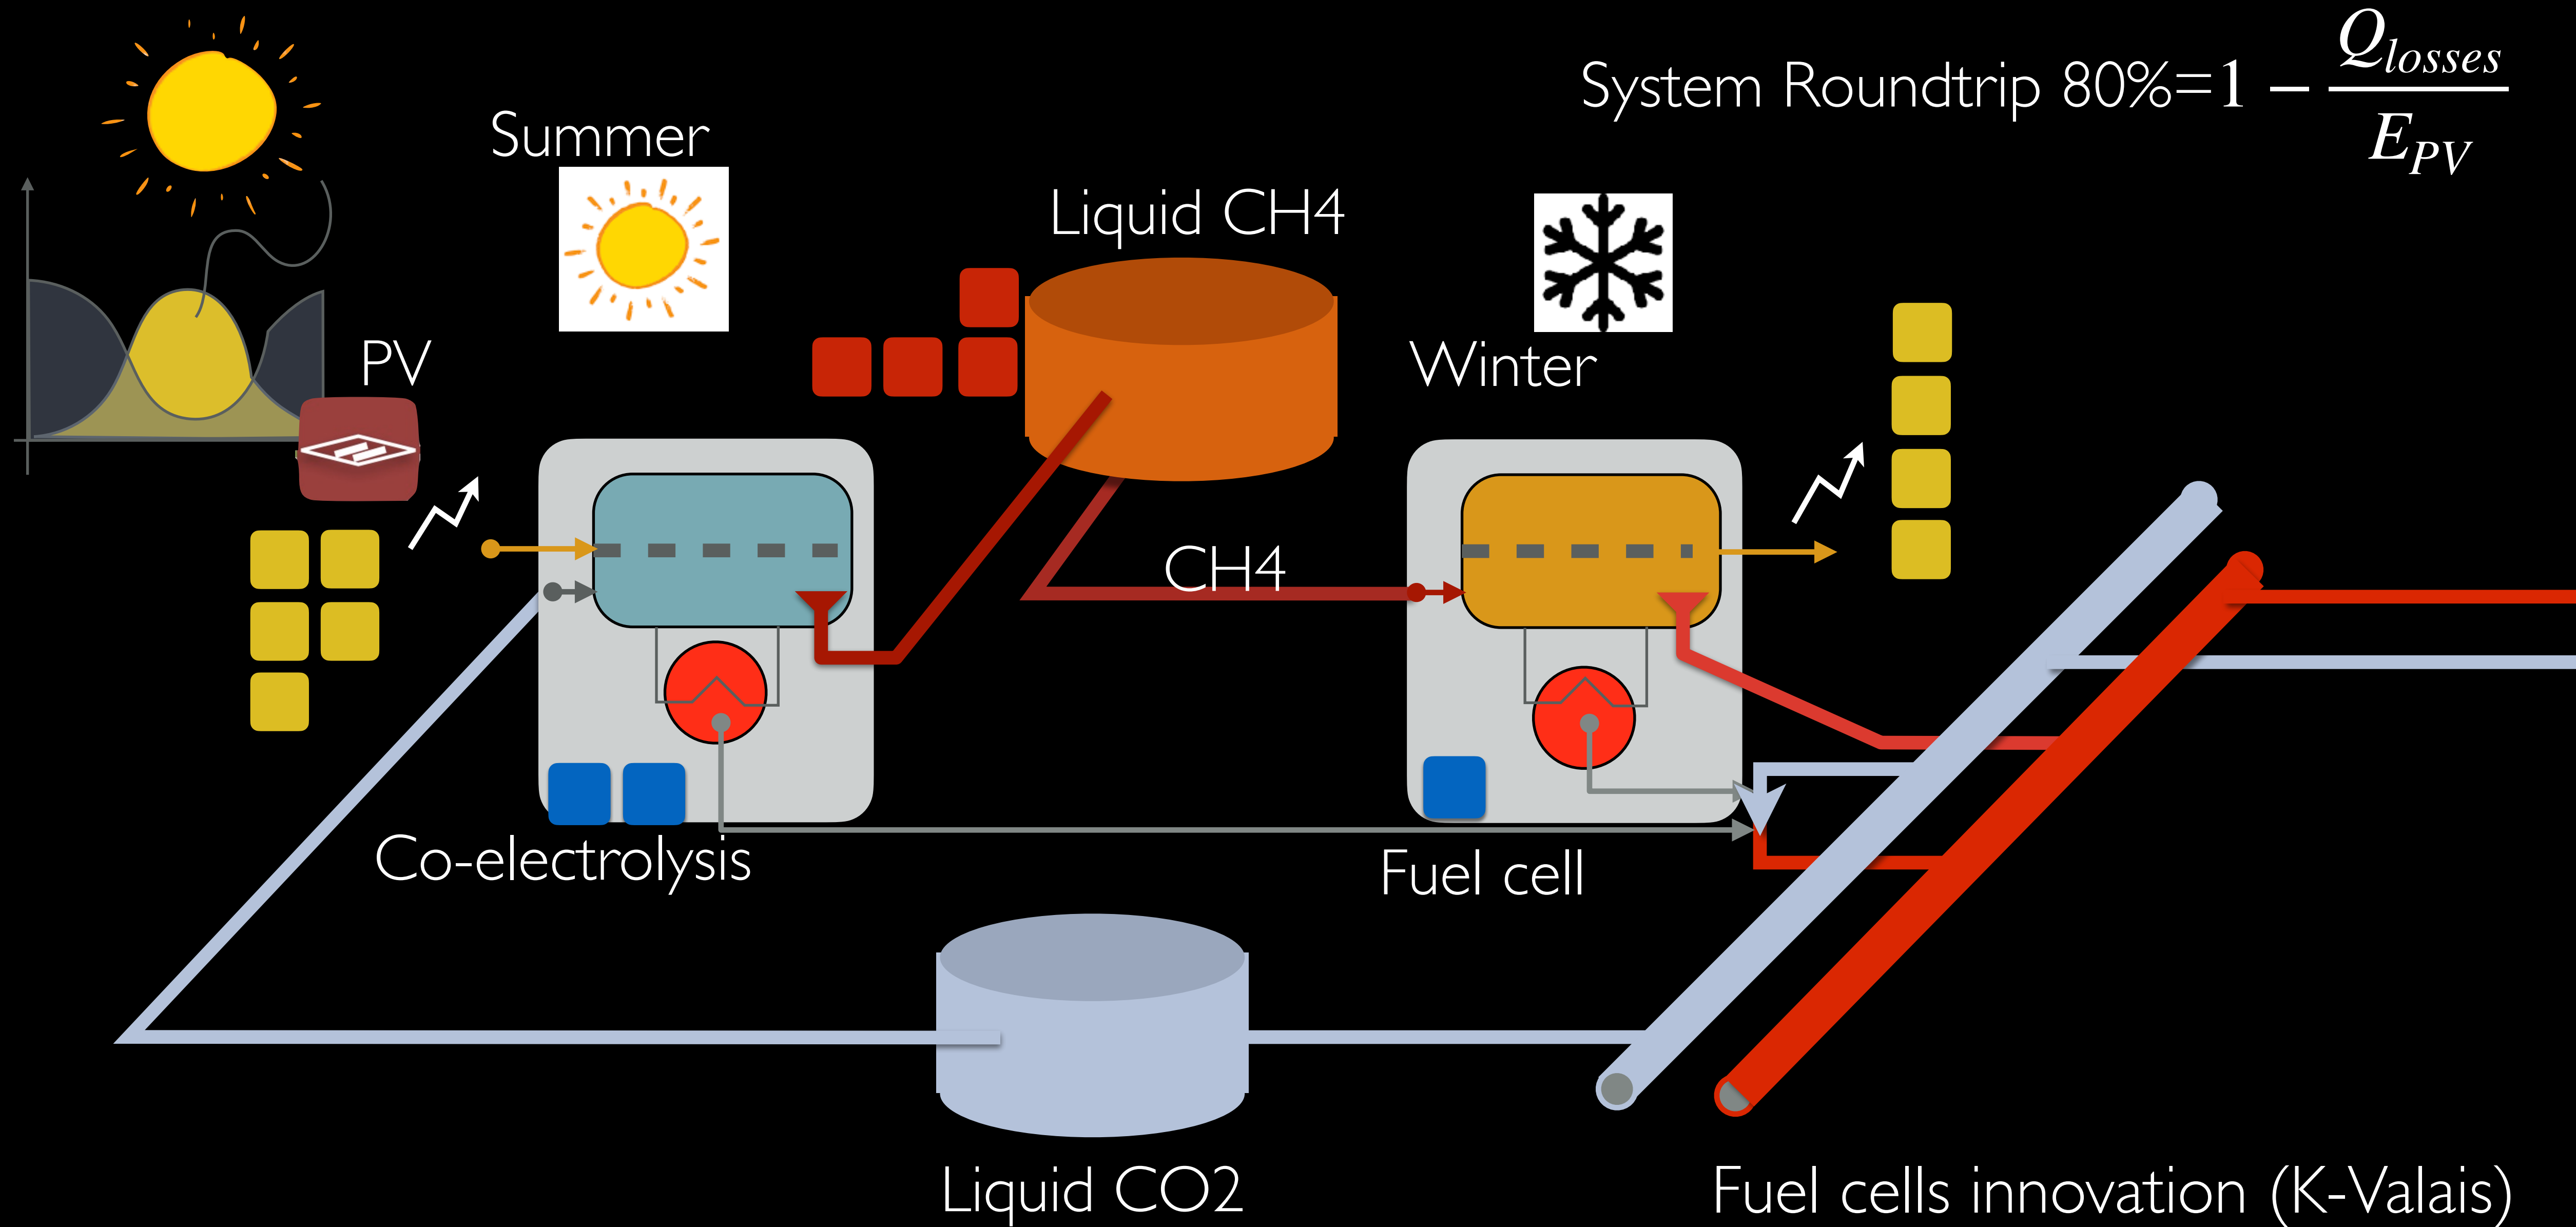 System Roundtrip 80%=1 − Q_losses / E_PV
Summer
Liquid CH4
Winter
PV
CH4
Co-electrolysis
Fuel cell
Liquid CO2
Fuel cells innovation (K-Valais)